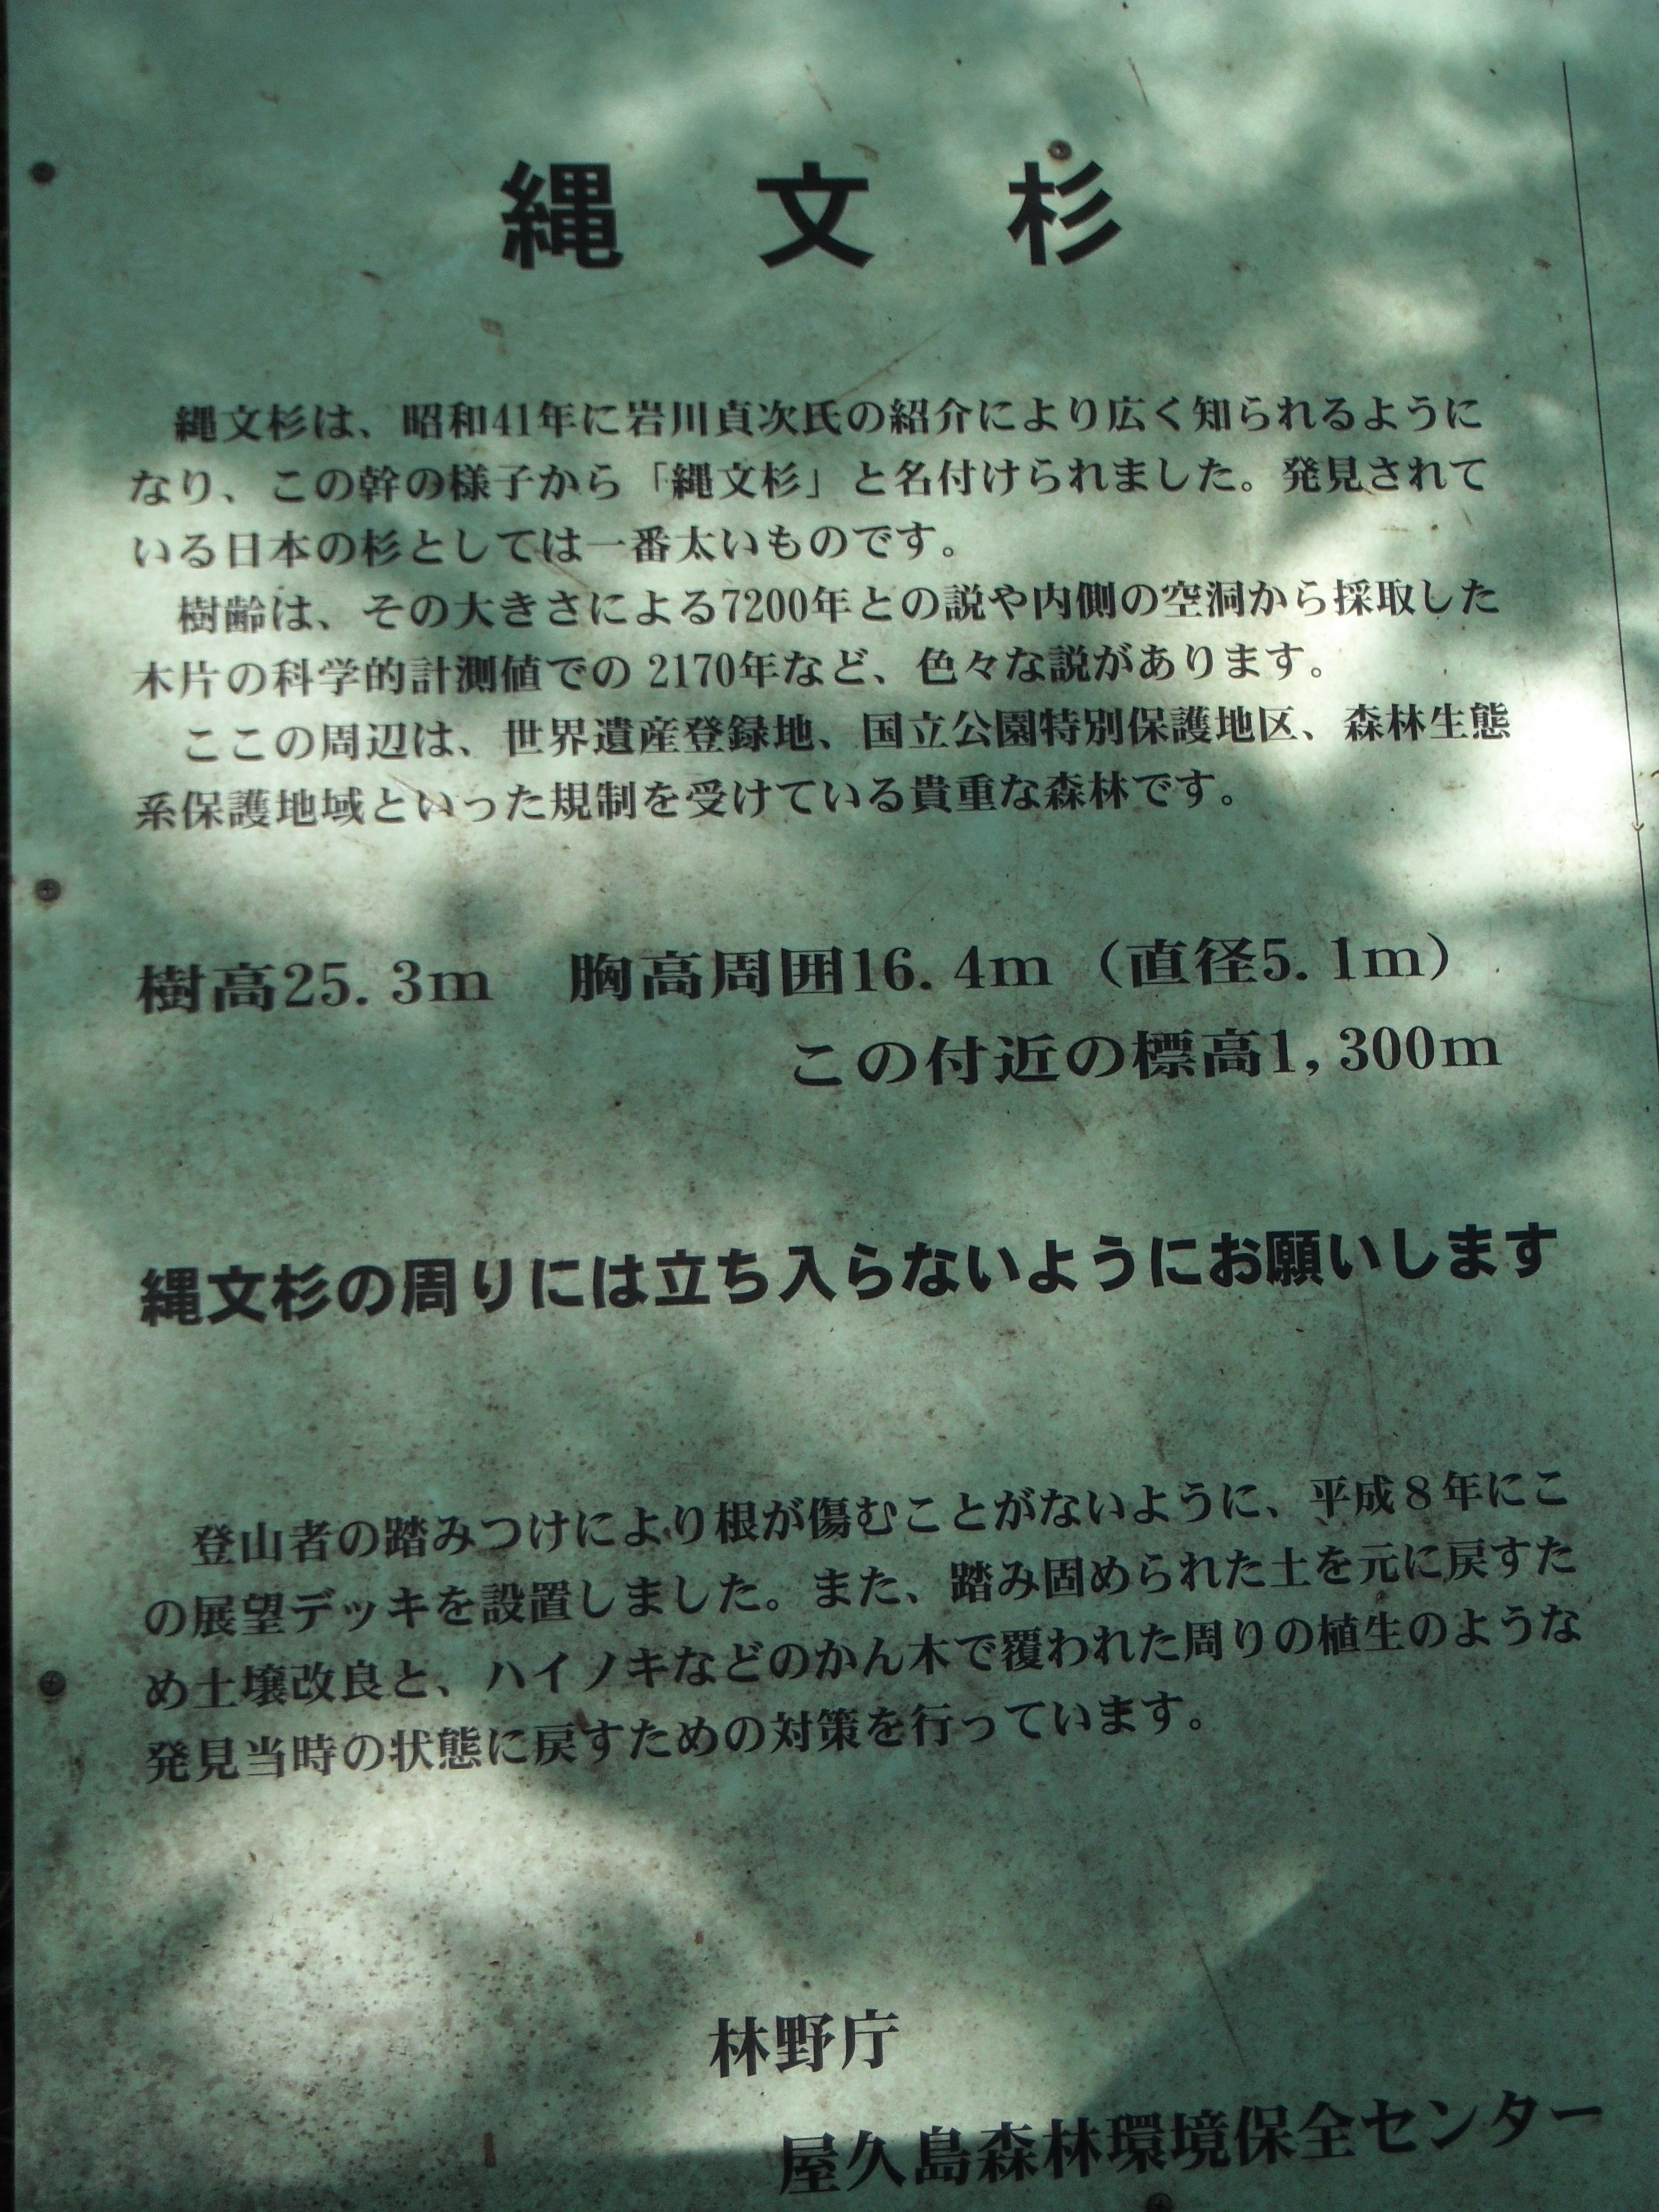 縄文杉
縄文杉は、昭和41年に岩川貞次氏の紹介により広く知られるように
なり、この幹の様子から「縄文杉」と名付けられました。発見されて
いる日本の杉としては一番太いものです。
樹齢は、その大きさによる7200年との説や内側の空洞から採取した
木片の科学的計測値での2170年など、色々な説があります。
ここの周辺は、世界遺産登録地、国立公園特別保護地区、森林生態
系保護地域といった規制を受けている貴重な森林です。
樹高25.3m　胸高周囲16.4m（直径5.1m）
この付近の標高1,300m
縄文杉の周りには立ち入らないようにお願いします
登山者の踏みつけにより根が傷むことがないように、平成８年にこ
の展望デッキを設置しました。また、踏み固められた土を元に戻すた
め土壌改良と、ハイノキなどのかん木で覆われた周りの植生のような
発見当時の状態に戻すための対策を行っています。
林野庁
屋久島森林環境保全センター